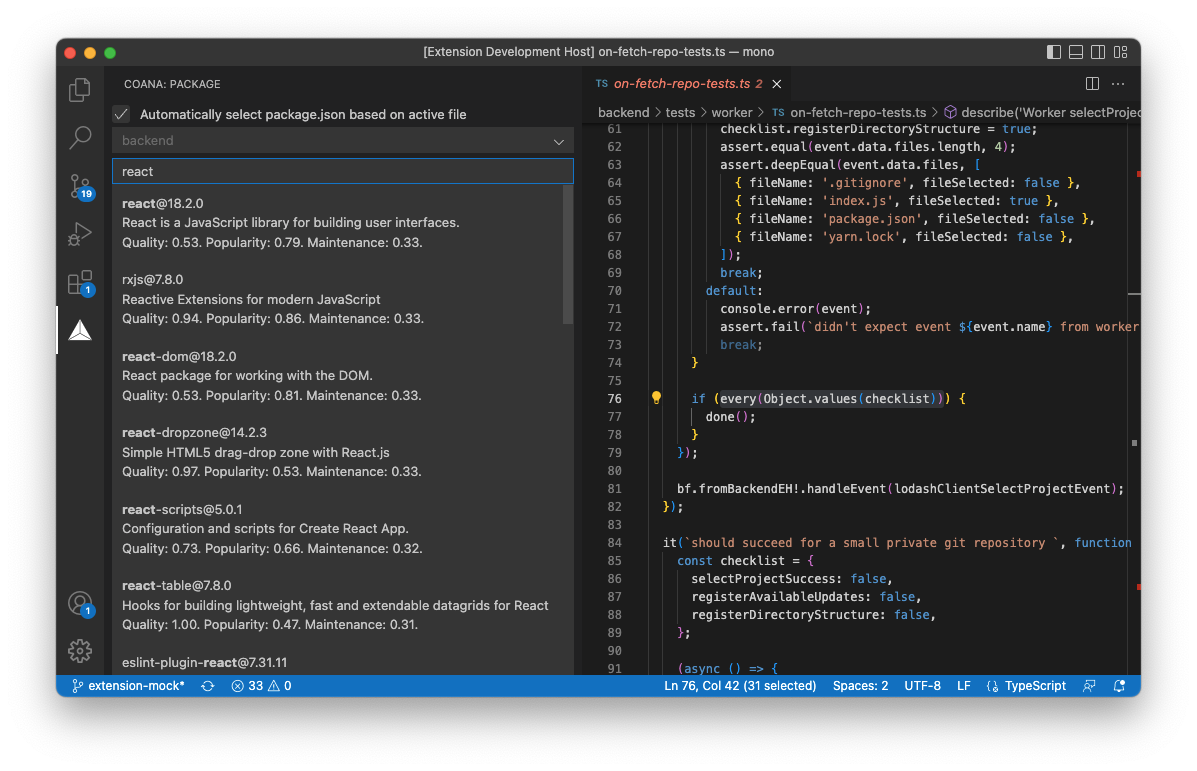 [Extension Development Host] on-fetch-repo-tests.ts — mono
COANA: PACKAGE
Automatically select package.json based on active file
backend
react
react@18.2.0
React is a JavaScript library for building user interfaces.
Quality: 0.53. Popularity: 0.79. Maintenance: 0.33.
rxjs@7.8.0
Reactive Extensions for modern JavaScript
Quality: 0.94. Popularity: 0.86. Maintenance: 0.33.
react-dom@18.2.0
React package for working with the DOM.
Quality: 0.53. Popularity: 0.81. Maintenance: 0.33.
react-dropzone@14.2.3
Simple HTML5 drag-drop zone with React.js
Quality: 0.97. Popularity: 0.53. Maintenance: 0.33.
react-scripts@5.0.1
Configuration and scripts for Create React App.
Quality: 0.73. Popularity: 0.66. Maintenance: 0.32.
react-table@7.8.0
Hooks for building lightweight, fast and extendable datagrids for React
Quality: 1.00. Popularity: 0.47. Maintenance: 0.31.
eslint-plugin-react@7.31.11
19
1
1
TS on-fetch-repo-tests.ts 2
backend > tests > worker > TS on-fetch-repo-tests.ts > describe('Worker selectProjec
61 checklist.registerDirectoryStructure = true;
62 assert.equal(event.data.files.length, 4);
63 assert.deepEqual(event.data.files, [
64 { fileName: '.gitignore', fileSelected: false },
65 { fileName: 'index.js', fileSelected: true },
66 { fileName: 'package.json', fileSelected: false },
67 { fileName: 'yarn.lock', fileSelected: false },
68 ]);
69 break;
70 default:
71 console.error(event);
72 assert.fail(`didn't expect event ${event.name} from worker
73 break;
74 }
75
76 if (every(Object.values(checklist))) {
77 done();
78 }
79 });
80
81 bf.fromBackendEH!.handleEvent(lodashClientSelectProjectEvent);
82 });
83
84 it(`should succeed for a small private git repository `, function
85 const checklist = {
86 selectProjectSuccess: false,
87 registerAvailableUpdates: false,
88 registerDirectoryStructure: false,
89 };
90
91 (async () => {
extension-mock* 33 0 Ln 76, Col 42 (31 selected) Spaces: 2 UTF-8 LF TypeScript